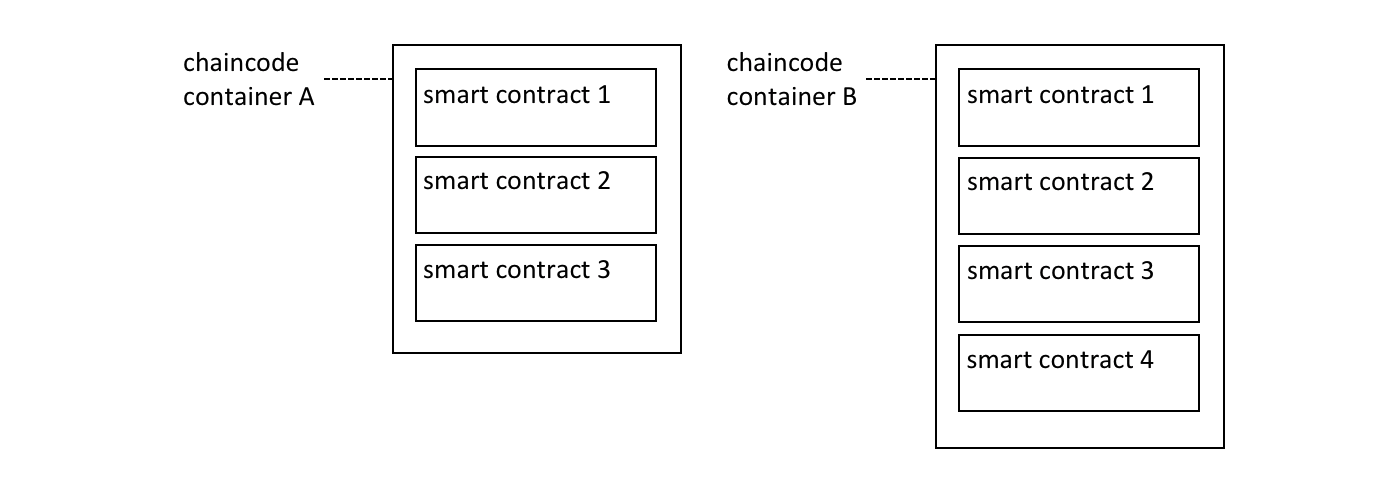 chaincode
container A
smart contract 1
smart contract 2
smart contract 3
chaincode
container B
smart contract 1
smart contract 2
smart contract 3
smart contract 4